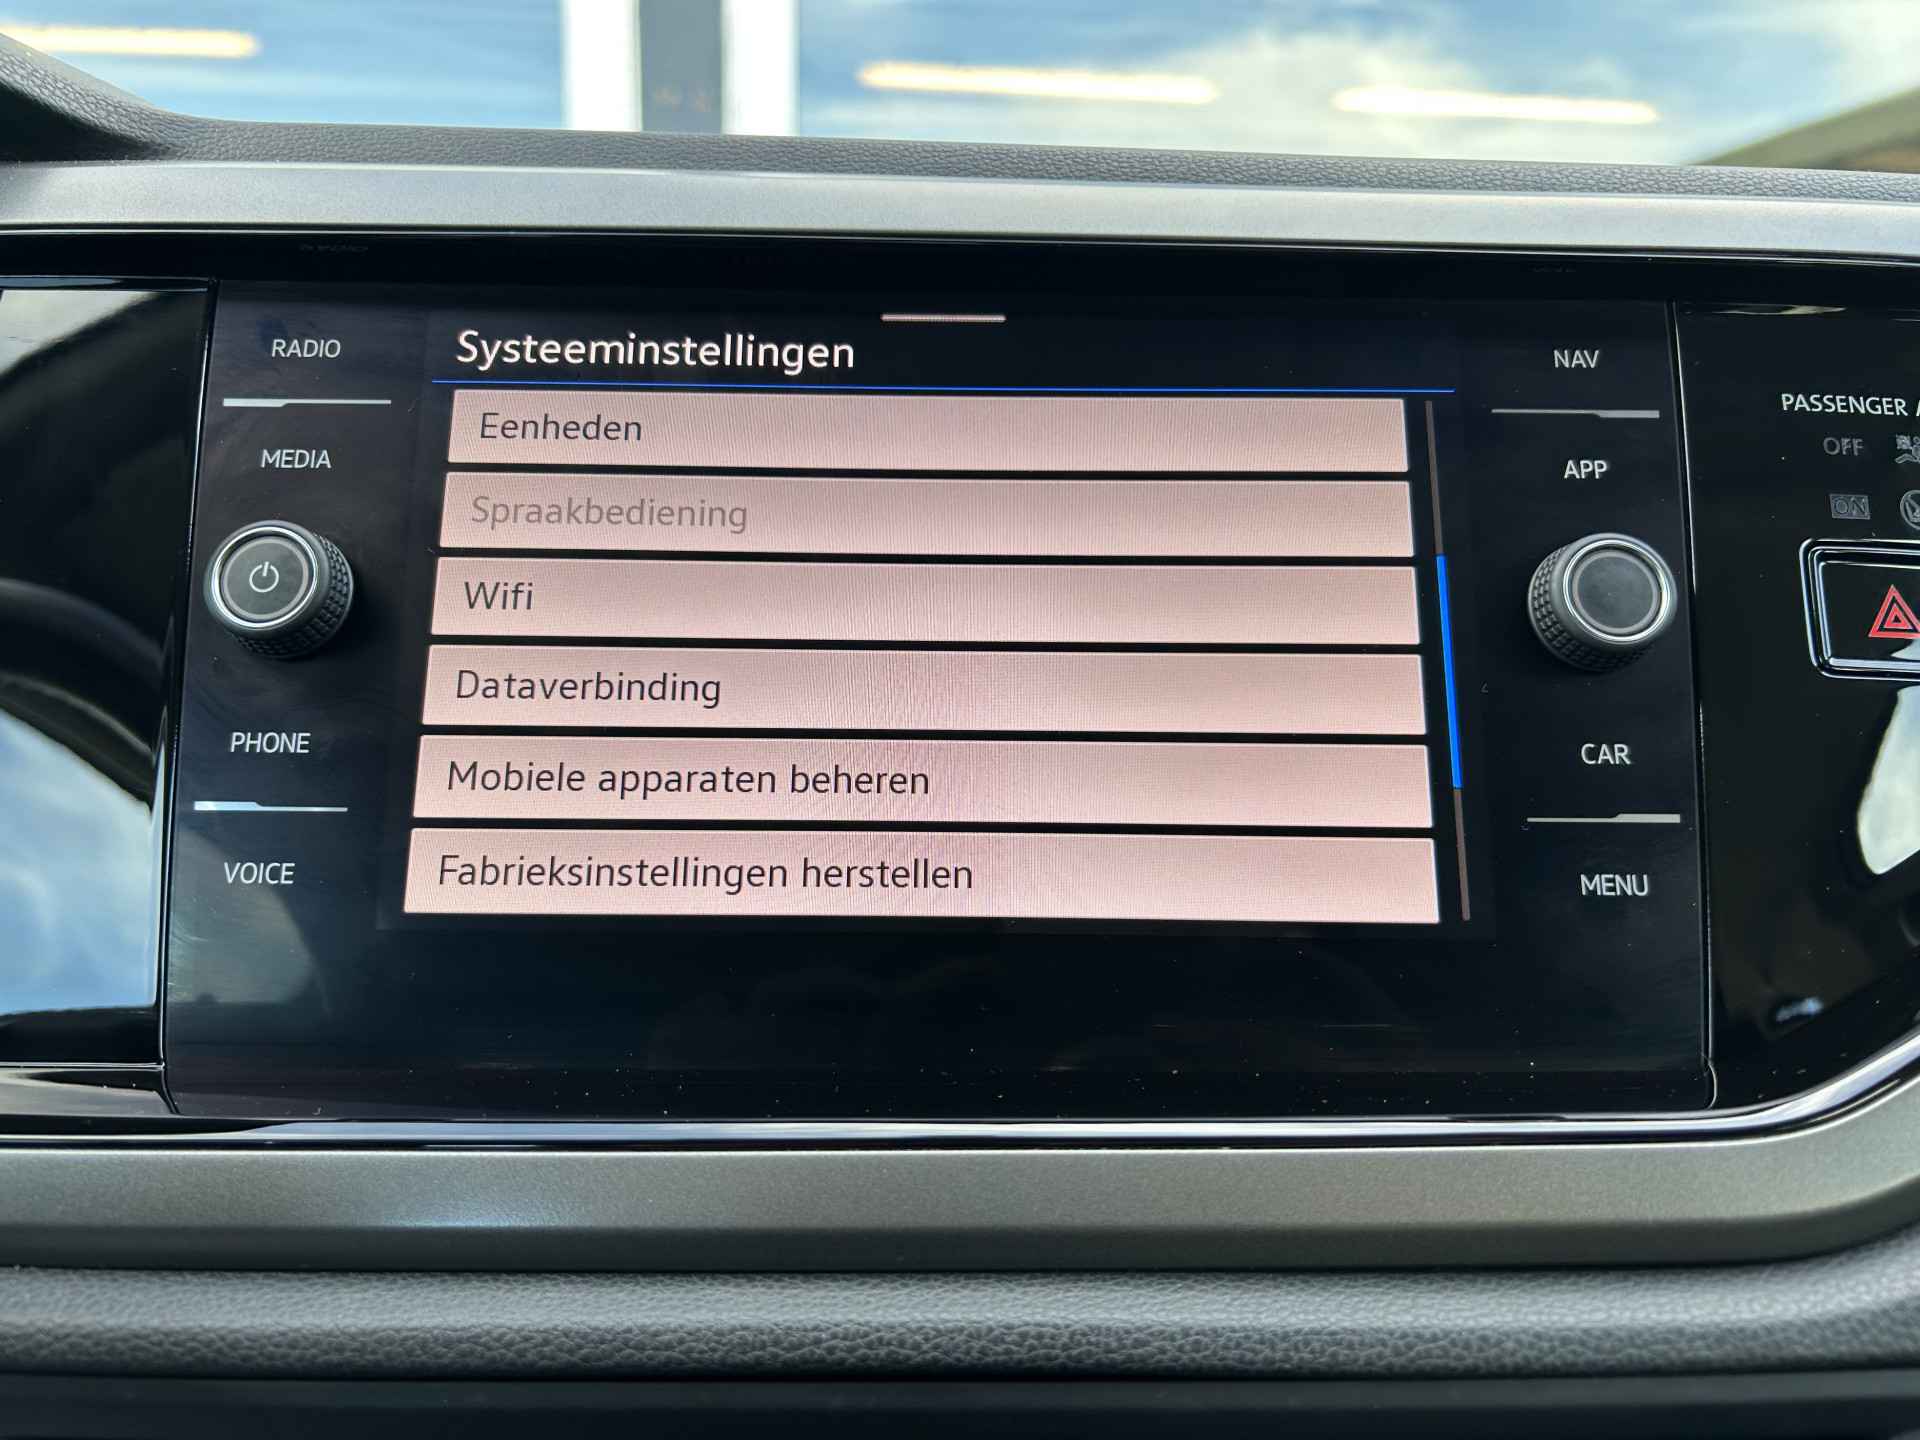 Systeeminstellingen
RADIO
MEDIA
PHONE
VOICE
Eenheden
Spraakbediening
Wifi
Dataverbinding
Mobiele apparaten beheren
Fabrieksinstellingen herstellen
NAV
APP
CAR
MENU
PASSENGER
OFF
ON